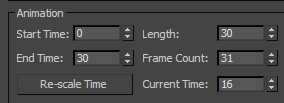 Animation
Start Time: 0 Length: 30
End Time: 30 Frame Count: 31
Re-scale Time Current Time: 16